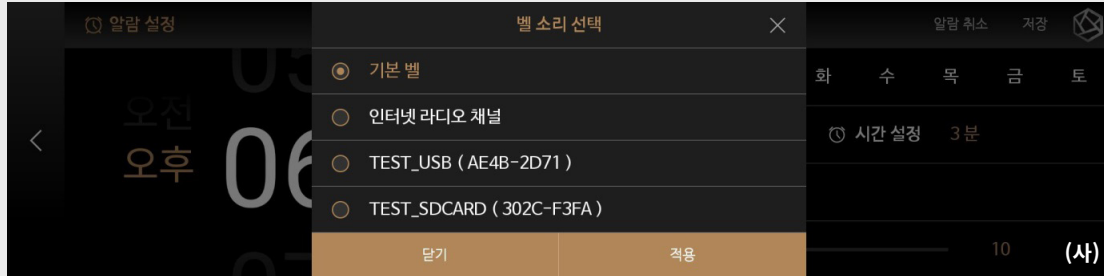 알람 설정
벨 소리 선택
알람 취소 저장
05
기본 벨
화 수 목 금 토
오전
인터넷 라디오 채널
오후
06
시간 설정 3분
TEST_USB ( AE4B-2D71 )
TEST_SDCARD ( 302C-F3FA )
닫기 적용
10
(사)